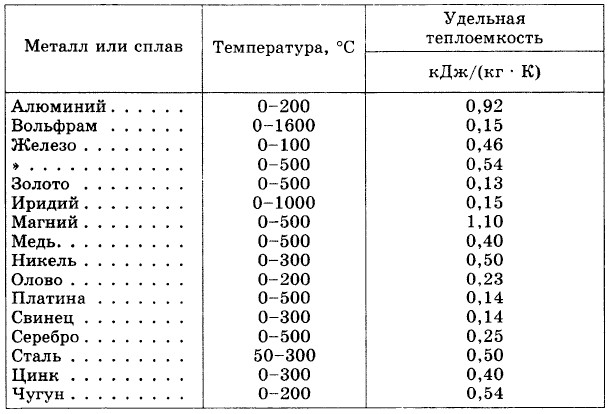 Металл или сплав Температура, °С Удельная теплоемкость
кДж/(кг · К)
Алюминий . . . . . . 0–200 0,92
Вольфрам . . . . . . 0–1600 0,15
Железо . . . . . . . . 0–100 0,46
» . . . . . . . . . . . . 0–500 0,54
Золото . . . . . . . . 0–500 0,13
Иридий . . . . . . . . 0–1000 0,15
Магний . . . . . . . . 0–500 1,10
Медь. . . . . . . . . . 0–500 0,40
Никель . . . . . . . . 0–300 0,50
Олово . . . . . . . . . 0–200 0,23
Платина . . . . . . . 0–500 0,14
Свинец . . . . . . . . 0–300 0,14
Серебро . . . . . . . . 0–500 0,25
Сталь . . . . . . . . . 50–300 0,50
Цинк . . . . . . . . . 0–300 0,40
Чугун . . . . . . . . . 0–200 0,54